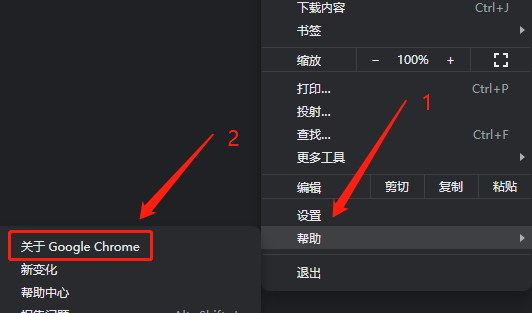 下载内容 Ctrl+J
书签
缩放 − 100% +
打印... Ctrl+P
投射...
1
查找... Ctrl+F
2
更多工具
编辑 剪切 复制 粘贴
设置
帮助
关于 Google Chrome
新变化
退出
帮助中心